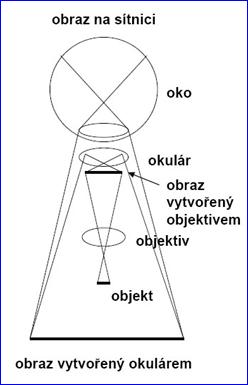 obraz na sítnici
oko
okulár
obraz
vytvořený
objektivem
objektiv
objekt
obraz vytvořený okulárem